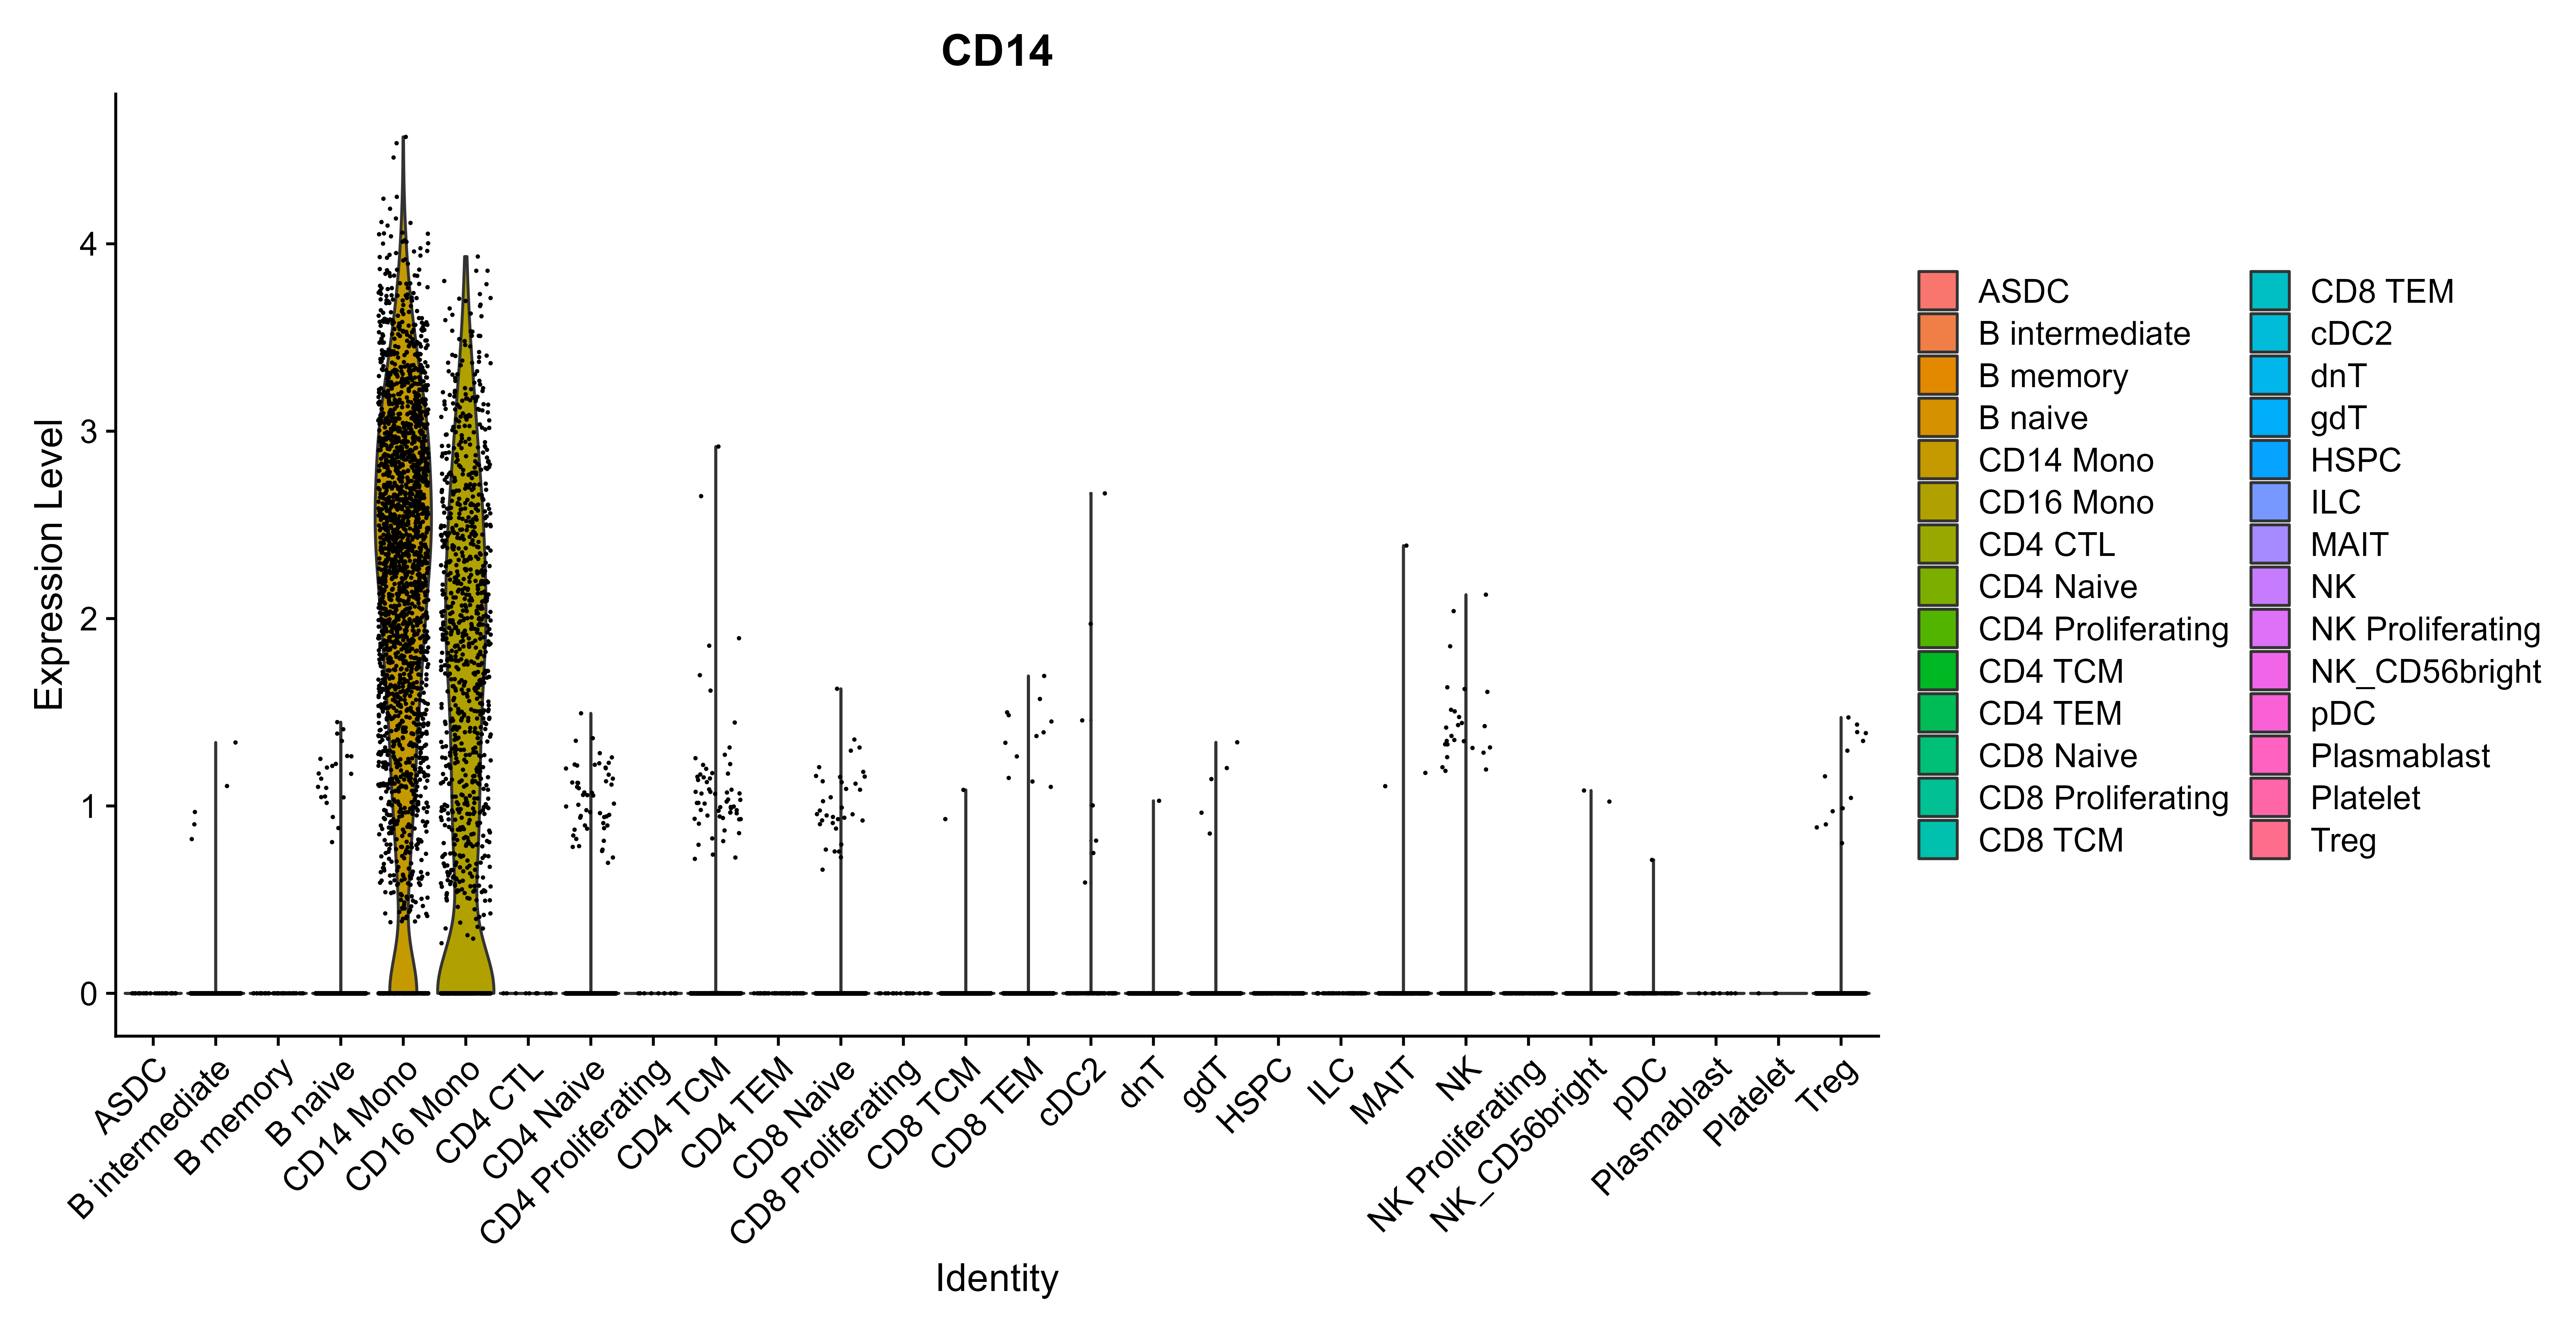 CD14
Expression Level
4
3
2
1
0
ASDC
B intermediate
B memory
B naive
CD14 Mono
CD16 Mono
CD4 CTL
CD4 Naive
CD4 Proliferating
CD4 TCM
CD4 TEM
CD8 Naive
CD8 Proliferating
CD8 TCM
CD8 TEM
cDC2
dnT
gdT
HSPC
ILC
MAIT
NK
NK Proliferating
NK_CD56bright
pDC
Plasmablast
Platelet
Treg
Identity
ASDC
B intermediate
B memory
B naive
CD14 Mono
CD16 Mono
CD4 CTL
CD4 Naive
CD4 Proliferating
CD4 TCM
CD4 TEM
CD8 Naive
CD8 Proliferating
CD8 TCM
CD8 TEM
cDC2
dnT
gdT
HSPC
ILC
MAIT
NK
NK Proliferating
NK_CD56bright
pDC
Plasmablast
Platelet
Treg